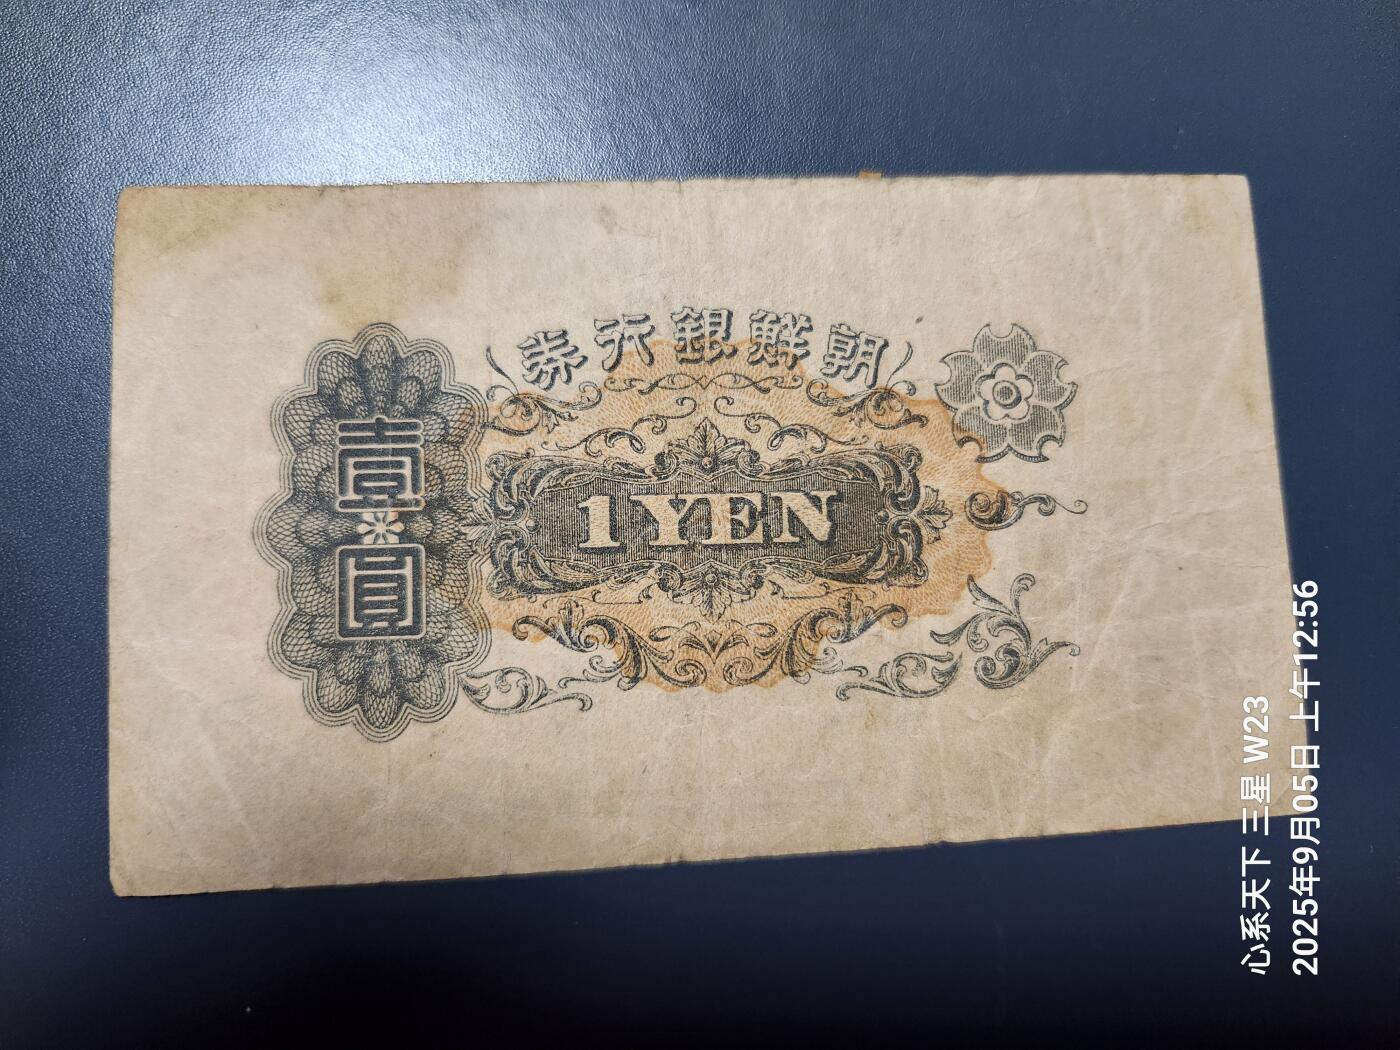 券行銀鮮朝
壹圓
1 YEN
心系天下 三星 W23
2025年9月05日 上午12:56